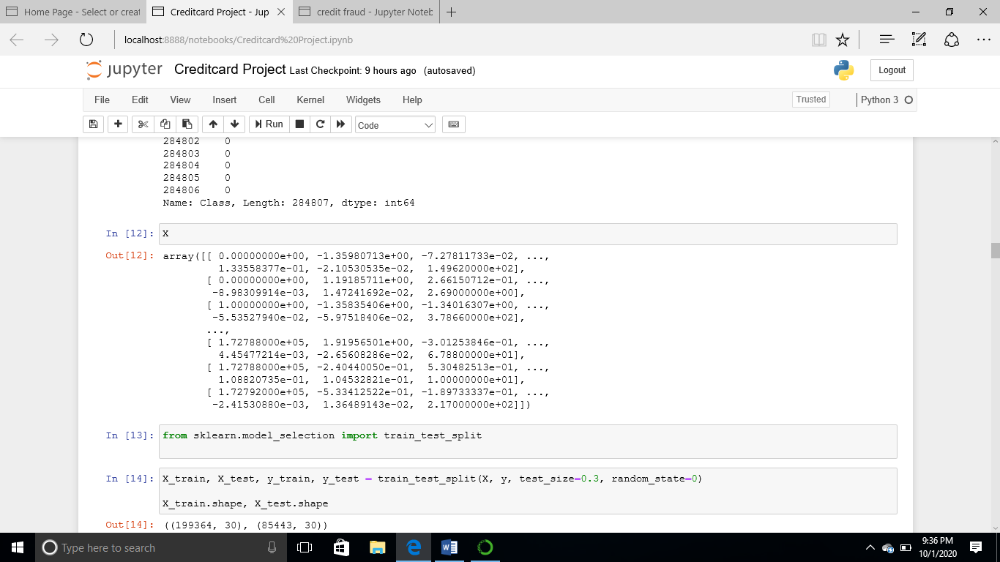 Home Page - Select or creat
Creditcard Project - Jup
credit fraud - Jupyter Noteb
localhost:8888/notebooks/Creditcard%20Project.ipynb
jupyter Creditcard Project Last Checkpoint: 9 hours ago (autosaved)
Logout
File Edit View Insert Cell Kernel Widgets Help
Trusted
Python 3
Run
Code
284802 0
284803 0
284804 0
284805 0
284806 0
Name: Class, Length: 284807, dtype: int64
In [12]: X
Out[12]: array([[ 0.00000000e+00, -1.35980713e+00, -7.27811733e-02, ...,
1.33558377e-01, -2.10530535e-02, 1.49620000e+02],
[ 0.00000000e+00, 1.19185711e+00, 2.66150712e-01, ...,
-8.98309914e-03, 1.47241692e-02, 2.69000000e+00],
[ 1.00000000e+00, -1.35835406e+00, -1.34016307e+00, ...,
-5.53527940e-02, -5.97518406e-02, 3.78660000e+02],
...,
[ 1.72788000e+05, 1.91956501e+00, -3.01253846e-01, ...,
4.45477214e-03, -2.65608286e-02, 6.78800000e+01],
[ 1.72788000e+05, -2.40440050e-01, 5.30482513e-01, ...,
1.08820735e-01, 1.04532821e-01, 1.00000000e+01],
[ 1.72792000e+05, -5.33412522e-01, -1.89733337e-01, ...,
-2.41530880e-03, 1.36489143e-02, 2.17000000e+02]])
In [13]: from sklearn.model_selection import train_test_split
In [14]: X_train, X_test, y_train, y_test = train_test_split(X, y, test_size=0.3, random_state=0)
X_train.shape, X_test.shape
Out[14]: ((199364, 30), (85443, 30))
Type here to search
9:36 PM
10/1/2020